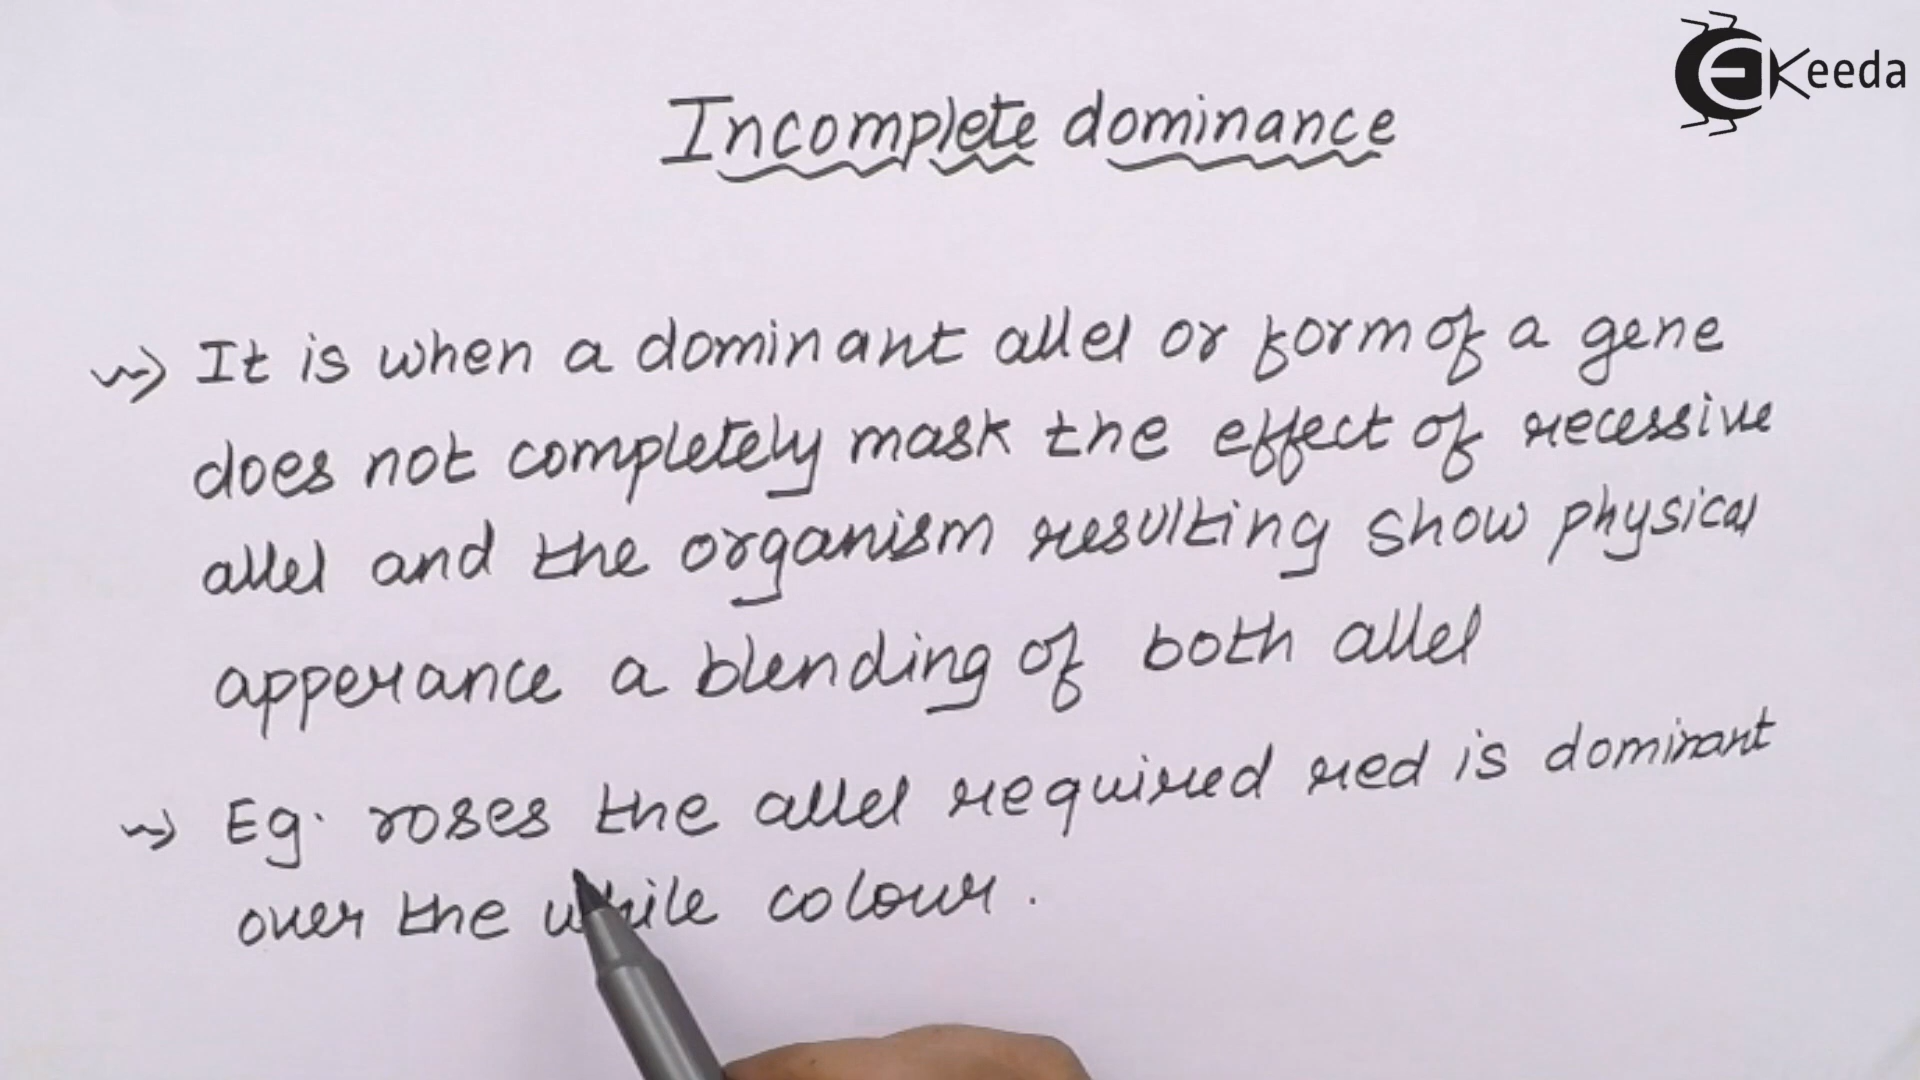 EKeeda
Incomplete dominance
It is when a dominant allel or form of a gene
does not completely mask the effect of recessive
allel and the organism resulting show physical
apperance a blending of both allel
Eg. roses the allel required red is dominant
over the while colour.